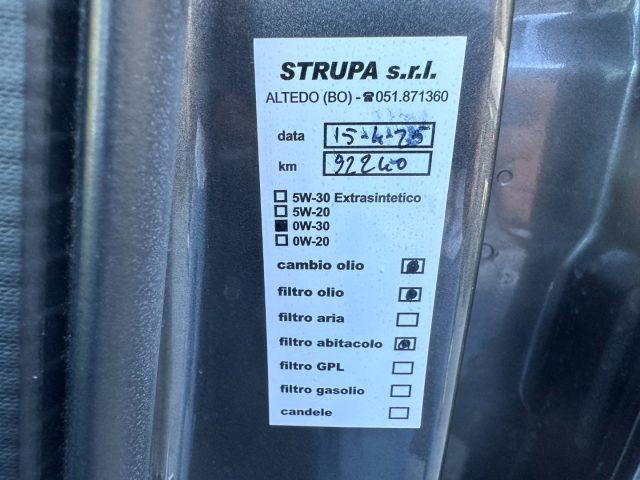 STRUPA s.r.l.
ALTEDO (BO) - ☎051.871360
data 15-4-25
km 92240
5W-30 Extrasintetico
5W-20
0W-30
0W-20
cambio olio
filtro olio
filtro aria
filtro abitacolo
filtro GPL
filtro gasolio
candele